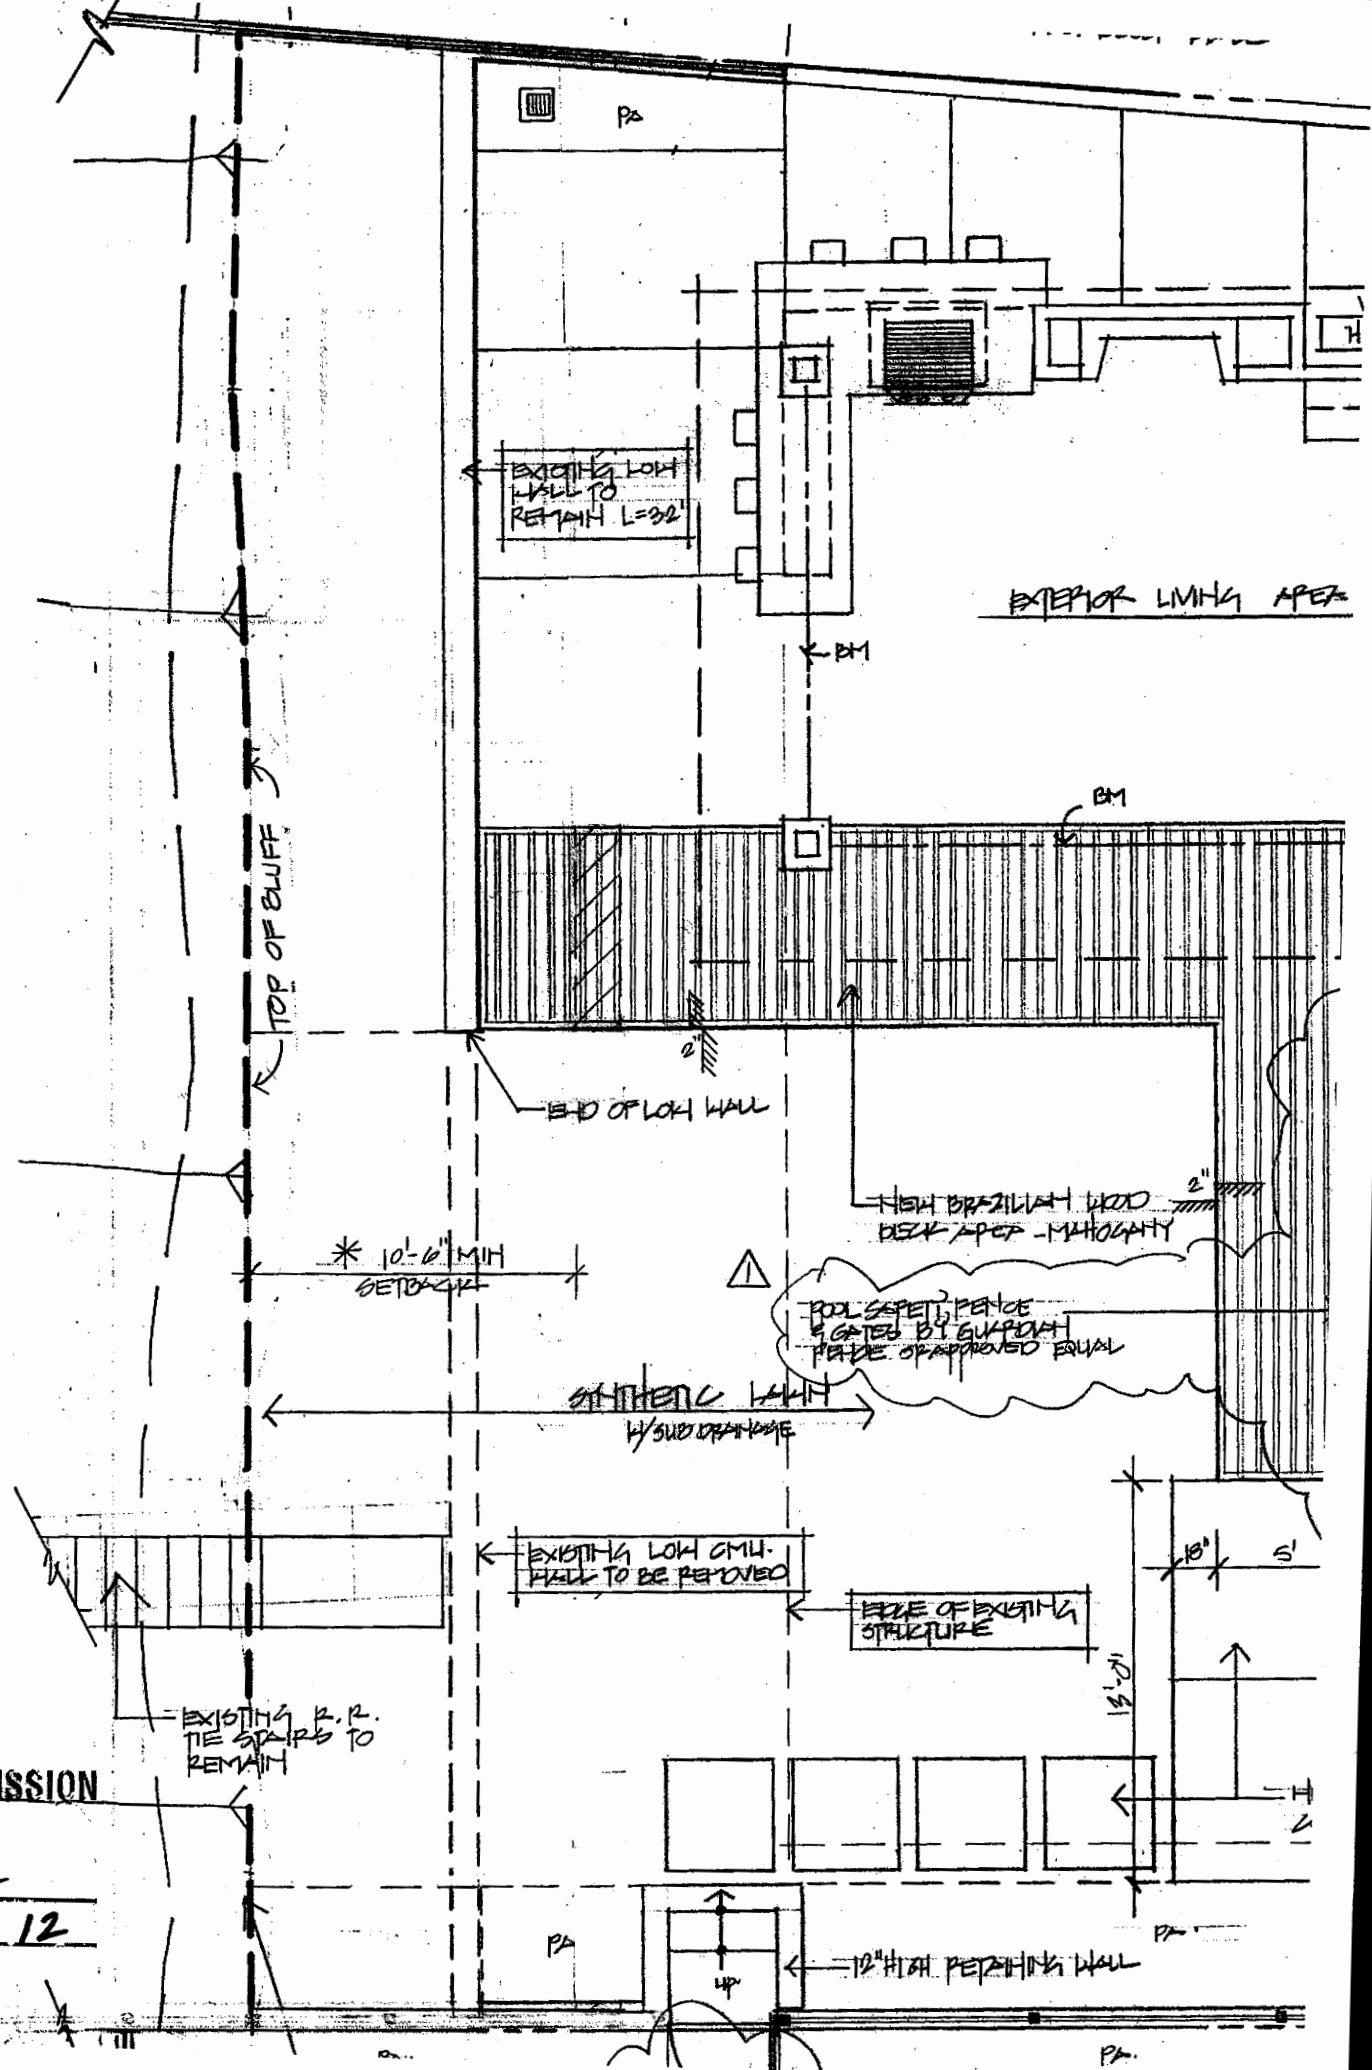 PA
H
EXISTING LOW
WALL TO
REMAIN L=32'
EXTERIOR LIVING AREA
BM
BM
TOP OF BLUFF
2"
END OF LOW WALL
NEW BRAZILIAN WOOD
DECK AREA - MAHOGANY
2"
* 10'-6" MIN
SETBACK
1
POOL SAFETY FENCE
& GATES BY GUARDIAN
FENCE OR APPROVED EQUAL
SYNTHETIC LAWN
W/SUB DRAINAGE
EXISTING LOW CMU.
WALL TO BE REMOVED
18" 5'
EDGE OF EXISTING
STRUCTURE
13'-0"
EXISTING R.R.
TIE STAIRS TO
REMAIN
ISSION
12
PA
PA.
12" HIGH RETAINING WALL
UP
PA.